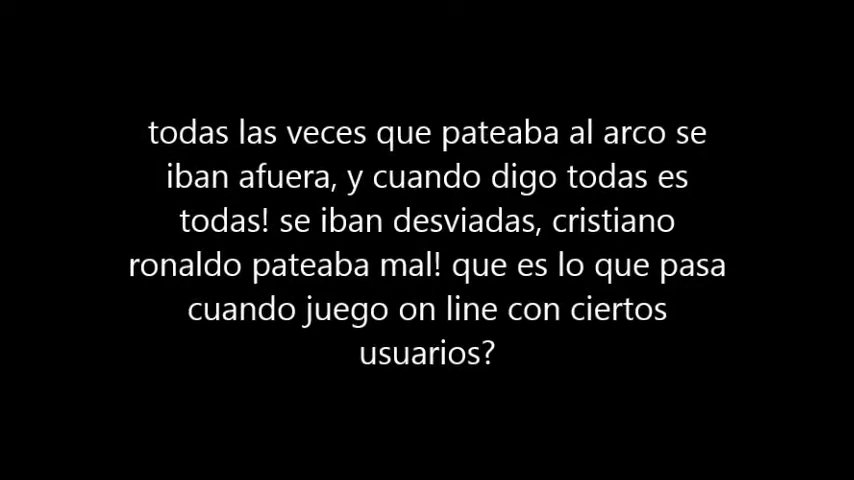 todas las veces que pateaba al arco se
iban afuera, y cuando digo todas es
todas! se iban desviadas, cristiano
ronaldo pateaba mal! que es lo que pasa
cuando juego on line con ciertos
usuarios?